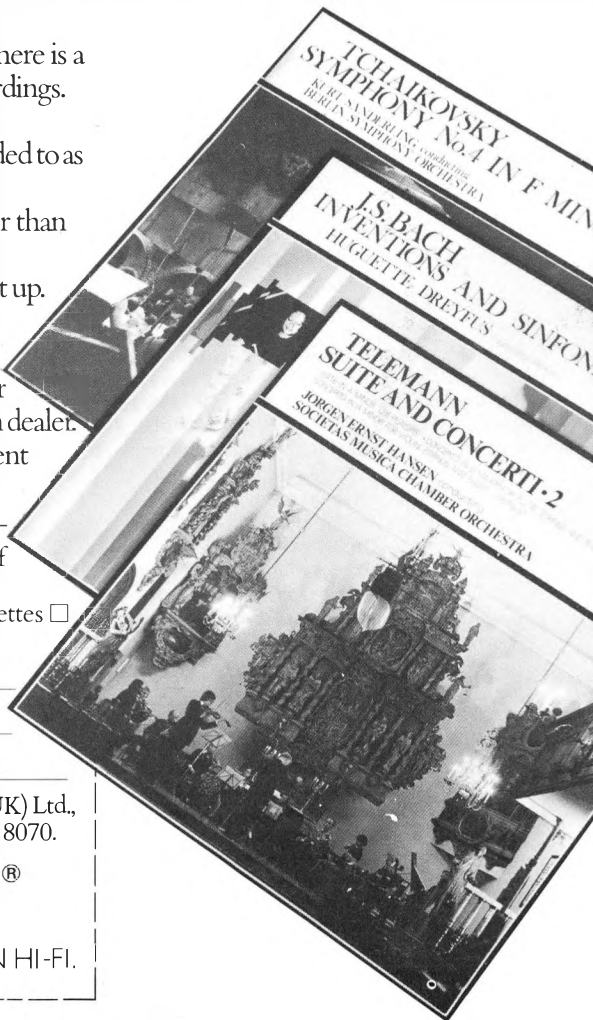 here is a
rdings.
ded to as
r than
t up.
r
a dealer.
ent
f
ettes □
JK) Ltd.,
8070.
®
N HI-FI.
TCHAIKOVSKY
SYMPHONY No.4 IN F MIN
KURT SANDERLING conducting
BERLIN SYMPHONY ORCHESTRA
J.S.BACH
INVENTIONS AND SINFON
HUGUETTE DREYFUS
TELEMANN
SUITE AND CONCERTI·2
JORGEN ERNST HANSEN
SOCIETAS MUSICA CHAMBER ORCHESTRA